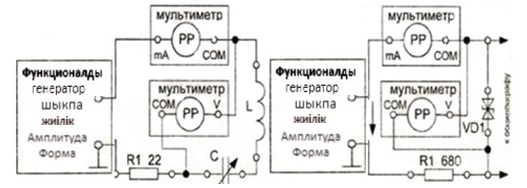 мультиметр
PP
mA COM
Функционалды
генератор
шыкпа
жиілік
Амплитуда
Форма
мультиметр
COM V
PP
L
R1 22
C
мультиметр
PP
mA COM
Функционалды
генератор
шыкпа
жиілік
Амплитуда
Форма
мультиметр
COM V
PP
VD1
R1 680
к осциллографу